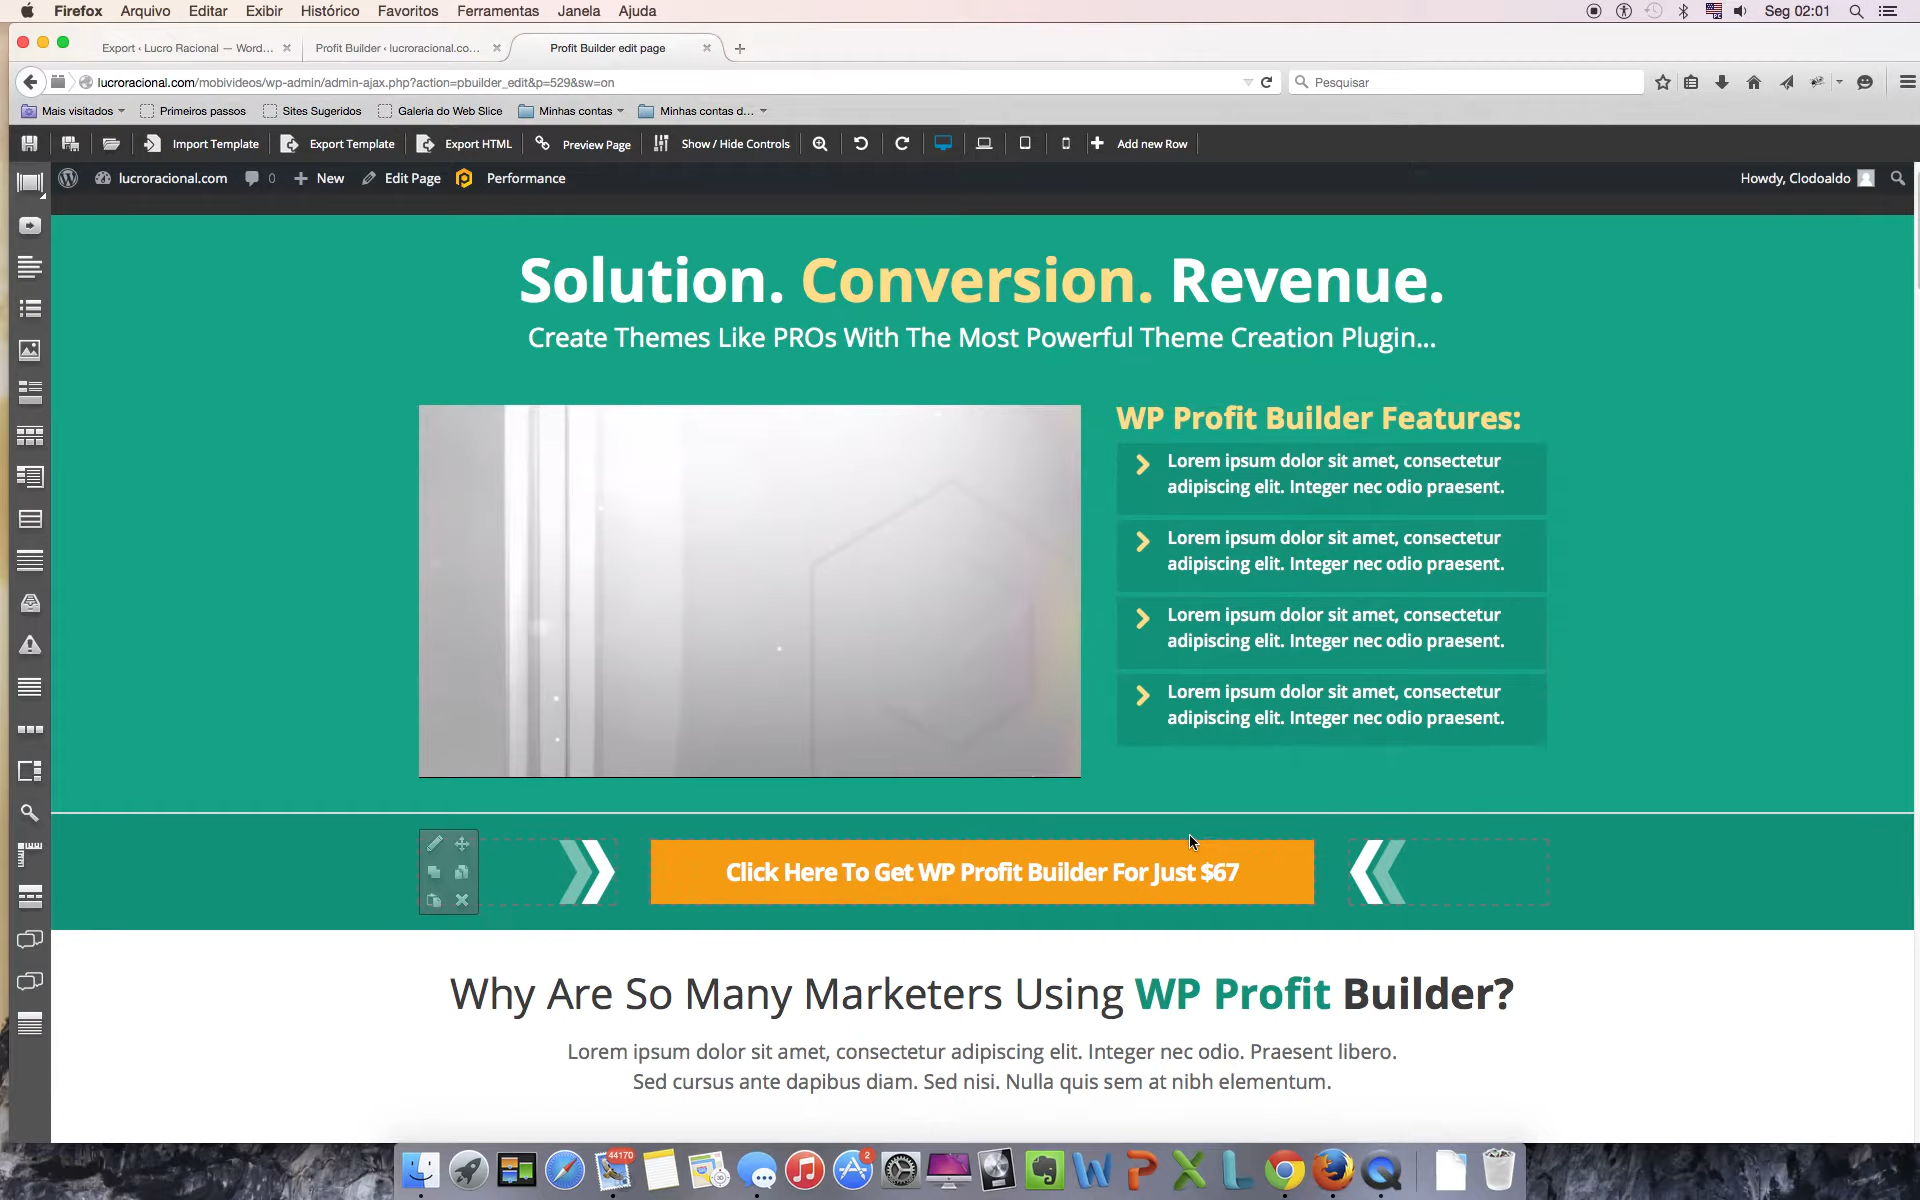 Firefox Arquivo Editar Exibir Histórico Favoritos Ferramentas Janela Ajuda Seg 02:01
Export ‹ Lucro Racional — Word... Profit Builder ‹ lucroracional.co... Profit Builder edit page
lucroracional.com/mobivideos/wp-admin/admin-ajax.php?action=pbuilder_edit&p=529&sw=on Pesquisar
Mais visitados Primeiros passos Sites Sugeridos Galeria do Web Slice Minhas contas Minhas contas d...
Import Template Export Template Export HTML Preview Page Show / Hide Controls Add new Row
lucroracional.com 0 New Edit Page Performance Howdy, Clodoaldo
Solution. Conversion. Revenue.
Create Themes Like PROs With The Most Powerful Theme Creation Plugin...
WP Profit Builder Features:
Lorem ipsum dolor sit amet, consectetur
adipiscing elit. Integer nec odio praesent.
Lorem ipsum dolor sit amet, consectetur
adipiscing elit. Integer nec odio praesent.
Lorem ipsum dolor sit amet, consectetur
adipiscing elit. Integer nec odio praesent.
Lorem ipsum dolor sit amet, consectetur
adipiscing elit. Integer nec odio praesent.
Click Here To Get WP Profit Builder For Just $67
Why Are So Many Marketers Using WP Profit Builder?
Lorem ipsum dolor sit amet, consectetur adipiscing elit. Integer nec odio. Praesent libero.
Sed cursus ante dapibus diam. Sed nisi. Nulla quis sem at nibh elementum.
44170 2